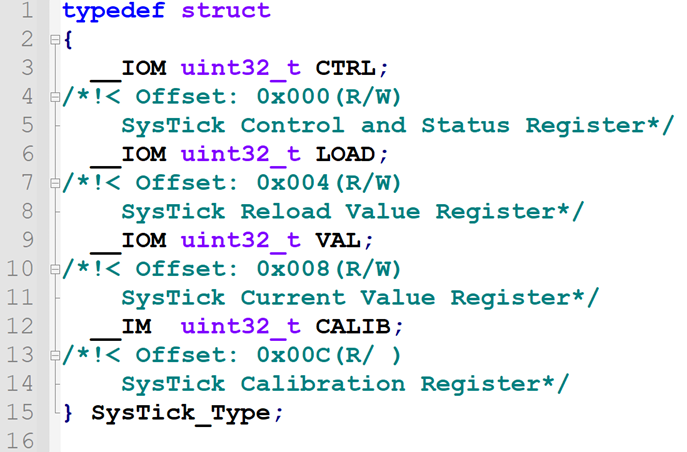 1 typedef struct
2 {
3 __IOM uint32_t CTRL;
4 /*!< Offset: 0x000(R/W)
5 SysTick Control and Status Register*/
6 __IOM uint32_t LOAD;
7 /*!< Offset: 0x004(R/W)
8 SysTick Reload Value Register*/
9 __IOM uint32_t VAL;
10 /*!< Offset: 0x008(R/W)
11 SysTick Current Value Register*/
12 __IM  uint32_t CALIB;
13 /*!< Offset: 0x00C(R/ )
14 SysTick Calibration Register*/
15 } SysTick_Type;
16